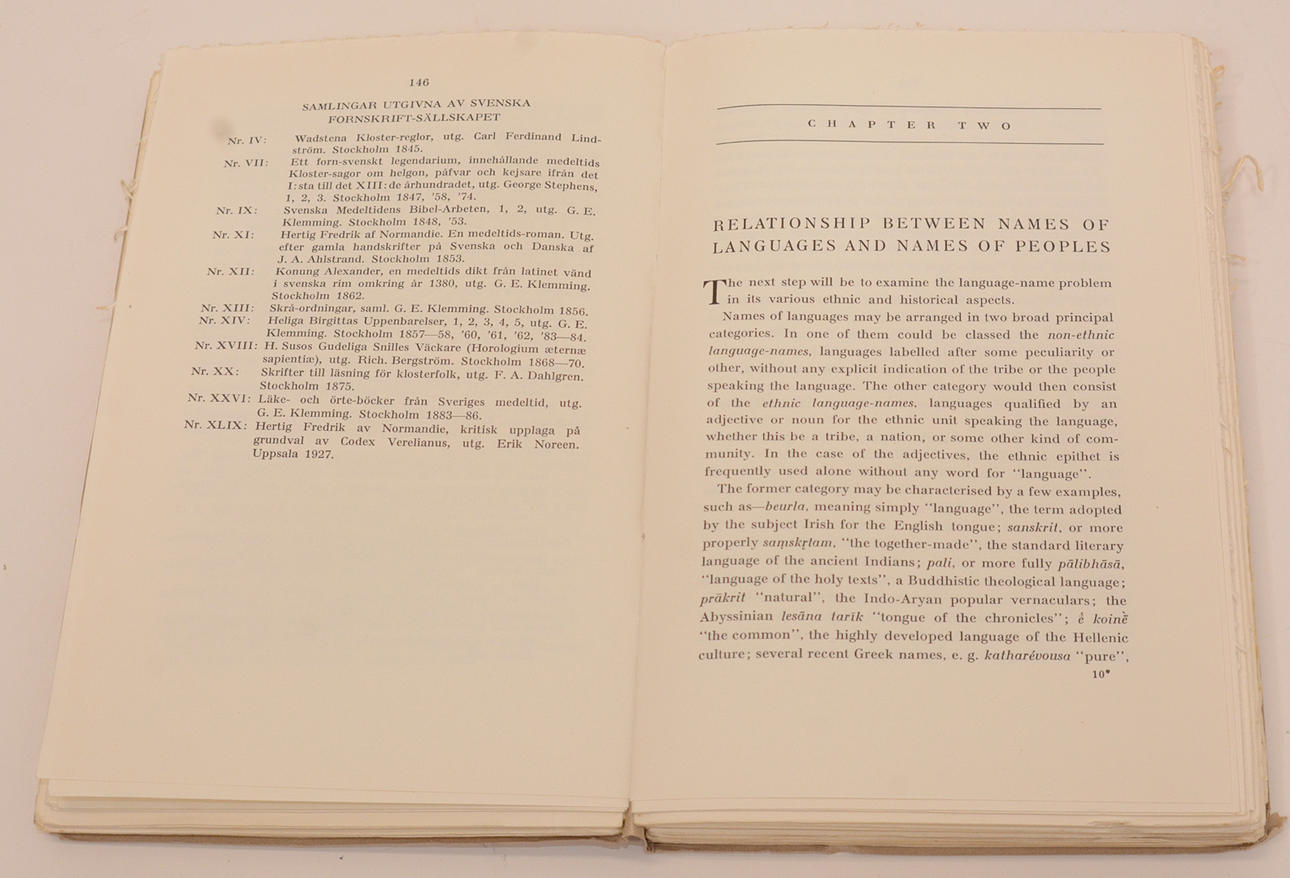 146
SAMLINGAR UTGIVNA AV SVENSKA
FORNSKRIFT-SÄLLSKAPET
Nr. IV: Wadstena Kloster-reglor, utg. Carl Ferdinand Lind-
ström. Stockholm 1845.
Nr. VII: Ett forn-svenskt legendarium, innehållande medeltids
Kloster-sagor om helgon, påfvar och kejsare ifrån det
I:sta till det XIII:de århundradet, utg. George Stephens,
1, 2, 3. Stockholm 1847, '58, '74.
Nr. IX: Svenska Medeltidens Bibel-Arbeten, 1, 2, utg. G. E.
Klemming. Stockholm 1848, '53.
Nr. XI: Hertig Fredrik af Normandie. En medeltids-roman. Utg.
efter gamla handskrifter på Svenska och Danska af
J. A. Ahlstrand. Stockholm 1853.
Nr. XII: Konung Alexander, en medeltids dikt från latinet vänd
i svenska rim omkring år 1380, utg. G. E. Klemming.
Stockholm 1862.
Nr. XIII: Skrå-ordningar, saml. G. E. Klemming. Stockholm 1856.
Nr. XIV: Heliga Birgittas Uppenbarelser, 1, 2, 3, 4, 5, utg. G. E.
Klemming. Stockholm 1857—58, '60, '61, '62, '83—84.
Nr. XVIII: H. Susos Gudeliga Snilles Väckare (Horologium æternæ
sapientiæ), utg. Rich. Bergström. Stockholm 1868—70.
Nr. XX: Skrifter till läsning för klosterfolk, utg. F. A. Dahlgren.
Stockholm 1875.
Nr. XXVI: Läke- och örte-böcker från Sveriges medeltid, utg.
G. E. Klemming. Stockholm 1883—86.
Nr. XLIX: Hertig Fredrik av Normandie, kritisk upplaga på
grundval av Codex Verelianus, utg. Erik Noreen.
Uppsala 1927.
CHAPTER TWO
RELATIONSHIP BETWEEN NAMES OF
LANGUAGES AND NAMES OF PEOPLES
The next step will be to examine the language-name problem
in its various ethnic and historical aspects.
Names of languages may be arranged in two broad principal
categories. In one of them could be classed the non-ethnic
language-names, languages labelled after some peculiarity or
other, without any explicit indication of the tribe or the people
speaking the language. The other category would then consist
of the ethnic language-names, languages qualified by an
adjective or noun for the ethnic unit speaking the language,
whether this be a tribe, a nation, or some other kind of com-
munity. In the case of the adjectives, the ethnic epithet is
frequently used alone without any word for "language".
The former category may be characterised by a few examples,
such as—beurla, meaning simply "language", the term adopted
by the subject Irish for the English tongue; sanskrit, or more
properly saṃskṛtam, "the together-made", the standard literary
language of the ancient Indians; pali, or more fully pālibhāsā,
"language of the holy texts", a Buddhistic theological language;
prākrit "natural", the Indo-Aryan popular vernaculars; the
Abyssinian lesāna tarīk "tongue of the chronicles"; koinḕ
"the common", the highly developed language of the Hellenic
culture; several recent Greek names, e. g. katharévousa "pure",
10*